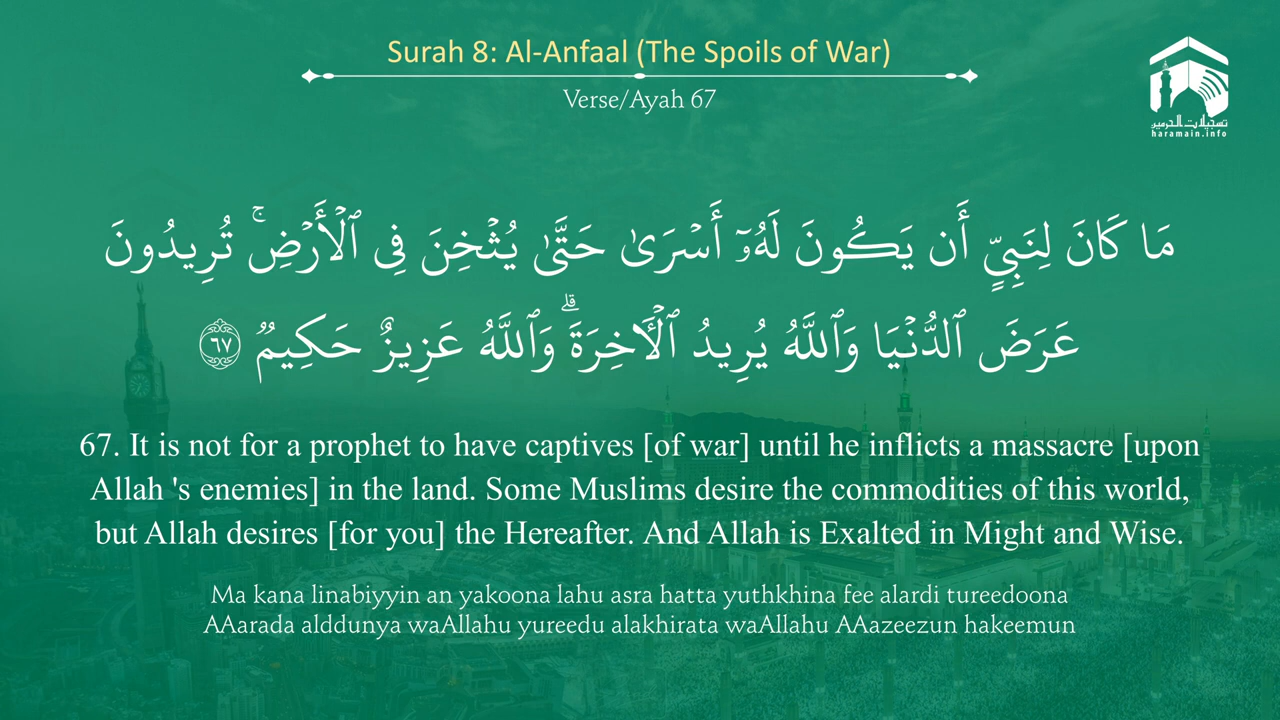 Surah 8: Al-Anfaal (The Spoils of War)
Verse/Ayah 67
تسجيلات الحرمين
haramain.info
مَا كَانَ لِنَبِيٍّ أَن يَكُونَ لَهُۥٓ أَسْرَىٰ حَتَّىٰ يُثْخِنَ فِى ٱلْأَرْضِ ۚ تُرِيدُونَ
عَرَضَ ٱلدُّنْيَا وَٱللَّهُ يُرِيدُ ٱلْـَٔاخِرَةَ ۗ وَٱللَّهُ عَزِيزٌ حَكِيمٌ ٦٧
67. It is not for a prophet to have captives [of war] until he inflicts a massacre [upon
Allah 's enemies] in the land. Some Muslims desire the commodities of this world,
but Allah desires [for you] the Hereafter. And Allah is Exalted in Might and Wise.
Ma kana linabiyyin an yakoona lahu asra hatta yuthkhina fee alardi tureedoona
AAarada alddunya waAllahu yureedu alakhirata waAllahu AAazeezun hakeemun